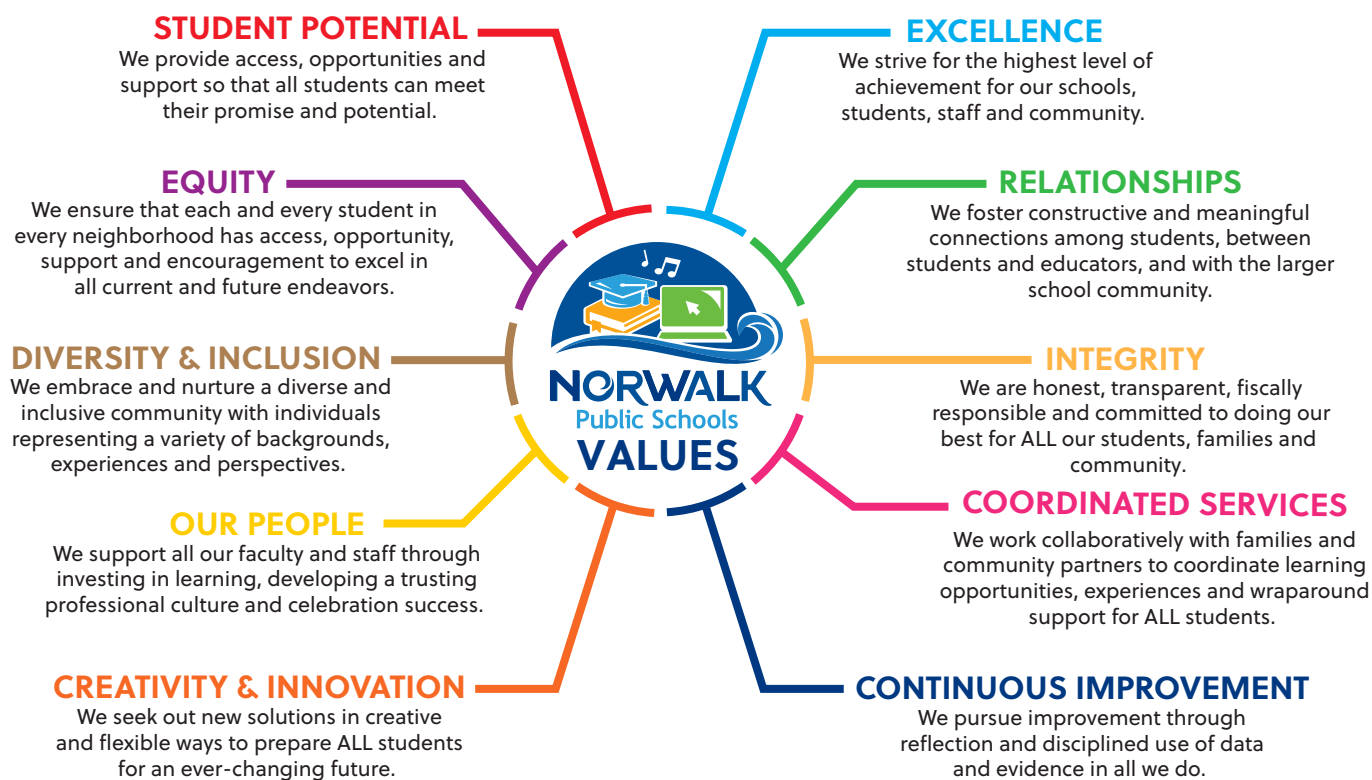 STUDENT POTENTIAL
We provide access, opportunities and
support so that all students can meet
their promise and potential.
EQUITY
We ensure that each and every student in
every neighborhood has access, opportunity,
support and encouragement to excel in
all current and future endeavors.
DIVERSITY & INCLUSION
We embrace and nurture a diverse and
inclusive community with individuals
representing a variety of backgrounds,
experiences and perspectives.
OUR PEOPLE
We support all our faculty and staff through
investing in learning, developing a trusting
professional culture and celebration success.
CREATIVITY & INNOVATION
We seek out new solutions in creative
and flexible ways to prepare ALL students
for an ever-changing future.
NORWALK
Public Schools
VALUES
EXCELLENCE
We strive for the highest level of
achievement for our schools,
students, staff and community.
RELATIONSHIPS
We foster constructive and meaningful
connections among students, between
students and educators, and with the larger
school community.
INTEGRITY
We are honest, transparent, fiscally
responsible and committed to doing our
best for ALL our students, families and
community.
COORDINATED SERVICES
We work collaboratively with families and
community partners to coordinate learning
opportunities, experiences and wraparound
support for ALL students.
CONTINUOUS IMPROVEMENT
We pursue improvement through
reflection and disciplined use of data
and evidence in all we do.